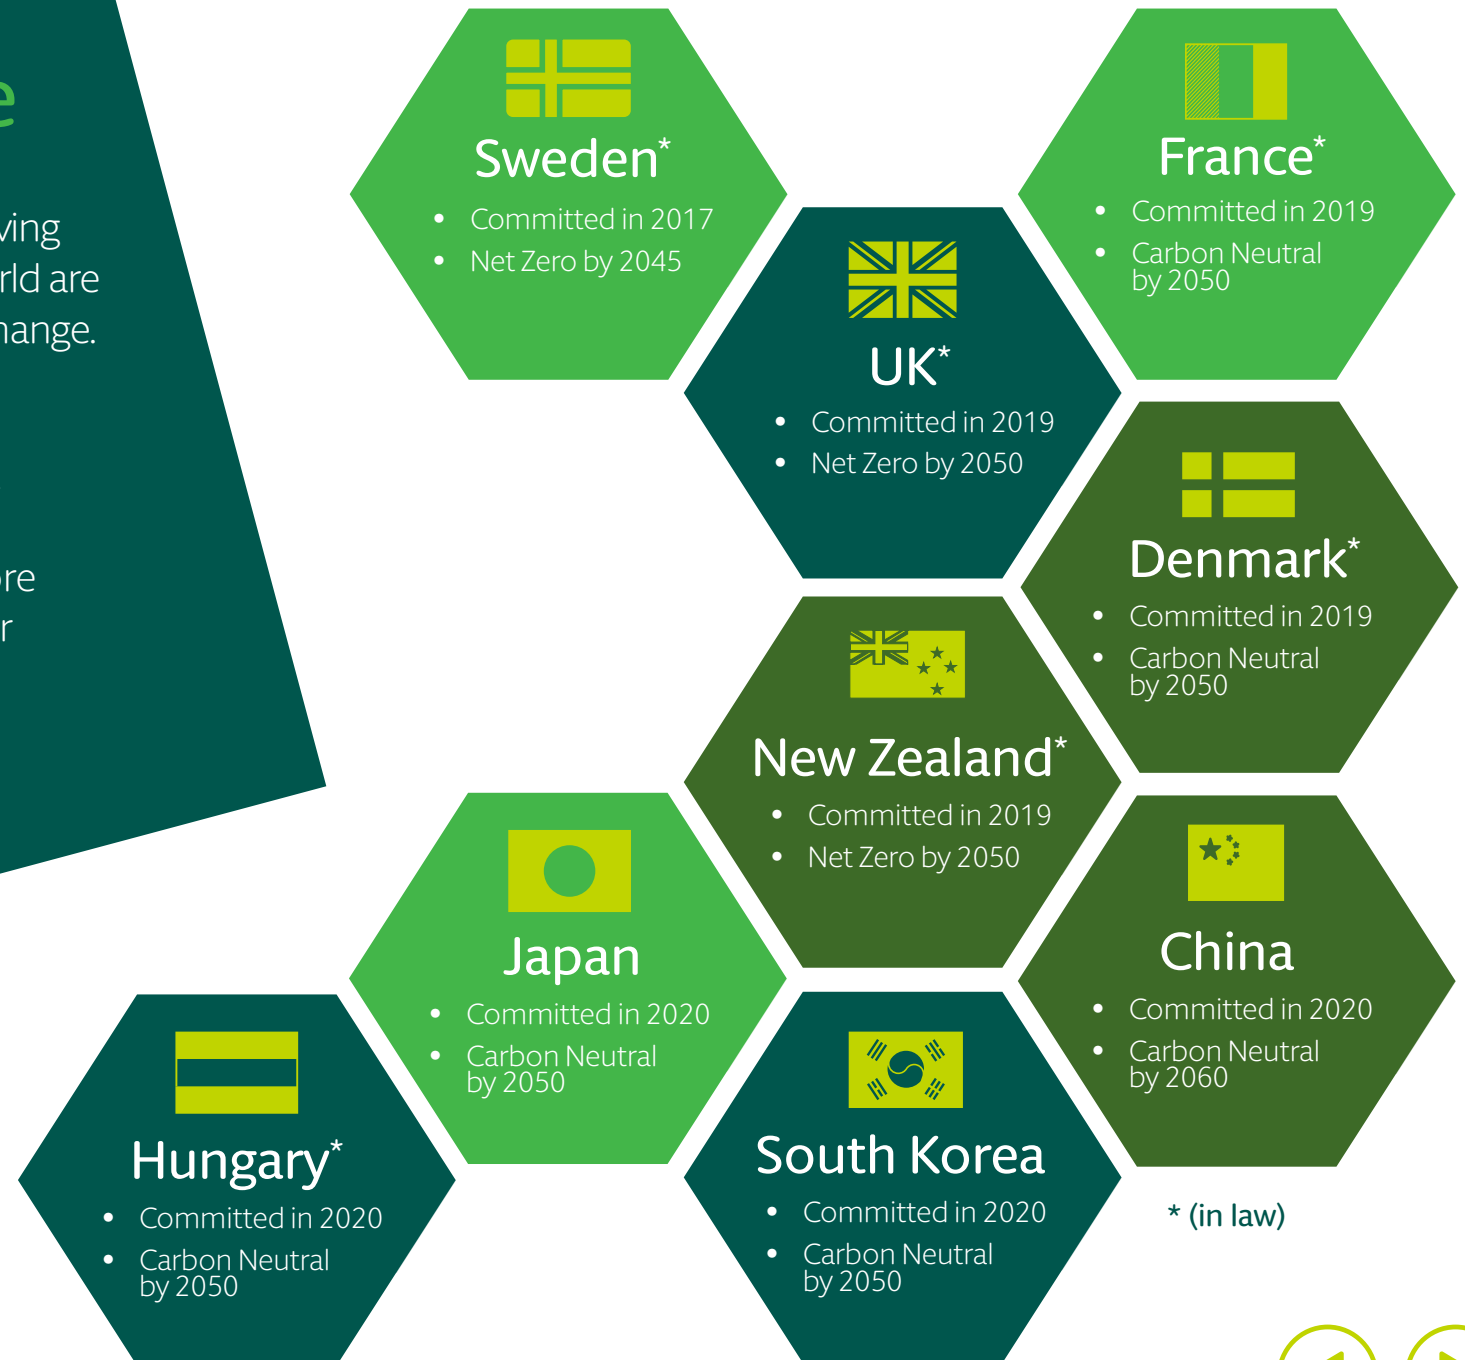 e
ving
rld are
hange.
ore
r
Sweden*
• Committed in 2017
• Net Zero by 2045
France*
• Committed in 2019
• Carbon Neutral
by 2050
UK*
• Committed in 2019
• Net Zero by 2050
Denmark*
• Committed in 2019
• Carbon Neutral
by 2050
New Zealand*
• Committed in 2019
• Net Zero by 2050
Japan
• Committed in 2020
• Carbon Neutral
by 2050
China
• Committed in 2020
• Carbon Neutral
by 2060
Hungary*
• Committed in 2020
• Carbon Neutral
by 2050
South Korea
• Committed in 2020
• Carbon Neutral
by 2050
* (in law)